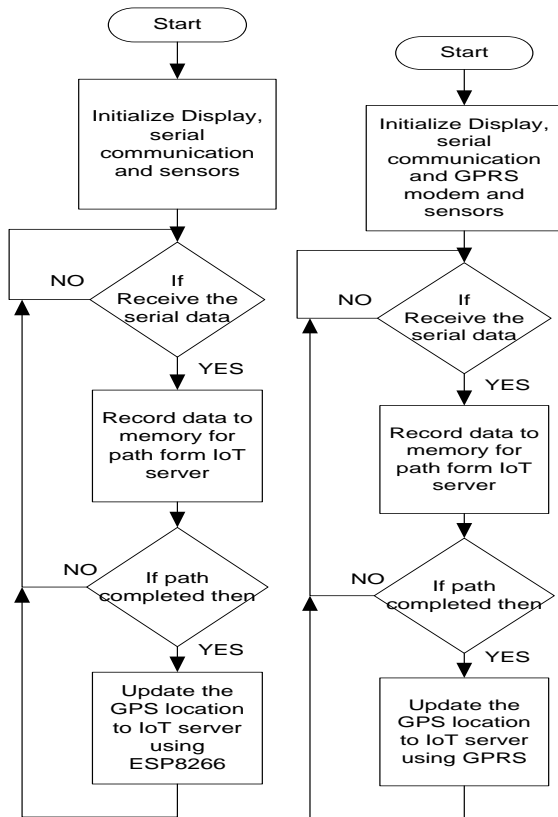 Start
Initialize Display,
serial
communication
and sensors
NO
If
Receive the
serial data
YES
Record data to
memory for
path form IoT
server
NO
If path
completed then
YES
Update the
GPS location
to IoT server
using
ESP8266
Start
Initialize Display,
serial
communication
and GPRS
modem and
sensors
NO
If
Receive the
serial data
YES
Record data to
memory for
path form IoT
server
NO
If path
completed then
YES
Update the
GPS location
to IoT server
using GPRS